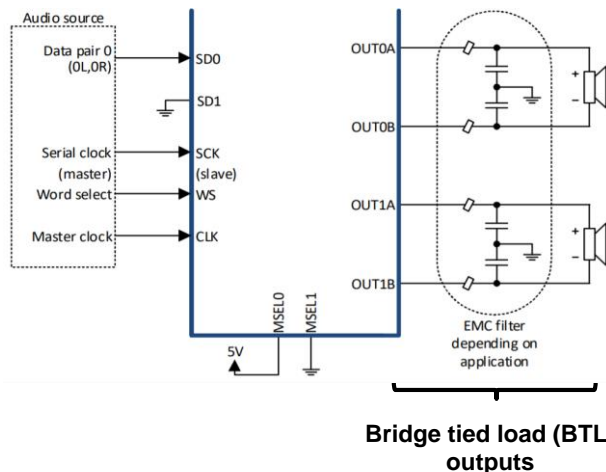 Audio source
Data pair 0
(0L,0R)
SD0
SD1
Serial clock
(master)
Word select
Master clock
SCK
(slave)
WS
CLK
MSEL0
MSEL1
5V
OUT0A
OUT0B
OUT1A
OUT1B
+
−
+
−
EMC filter
depending on
application
Bridge tied load (BTL
outputs